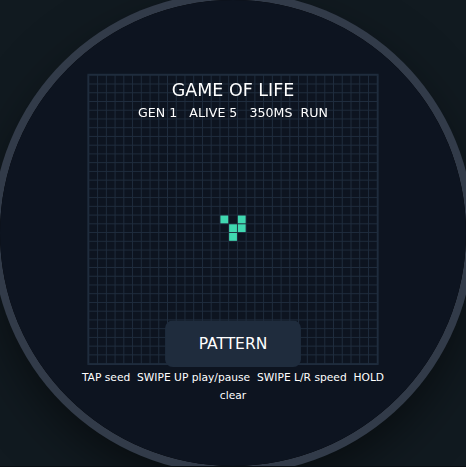 GAME OF LIFE
GEN 1 ALIVE 5 350MS RUN
PATTERN
TAP seed SWIPE UP play/pause SWIPE L/R speed HOLD
clear